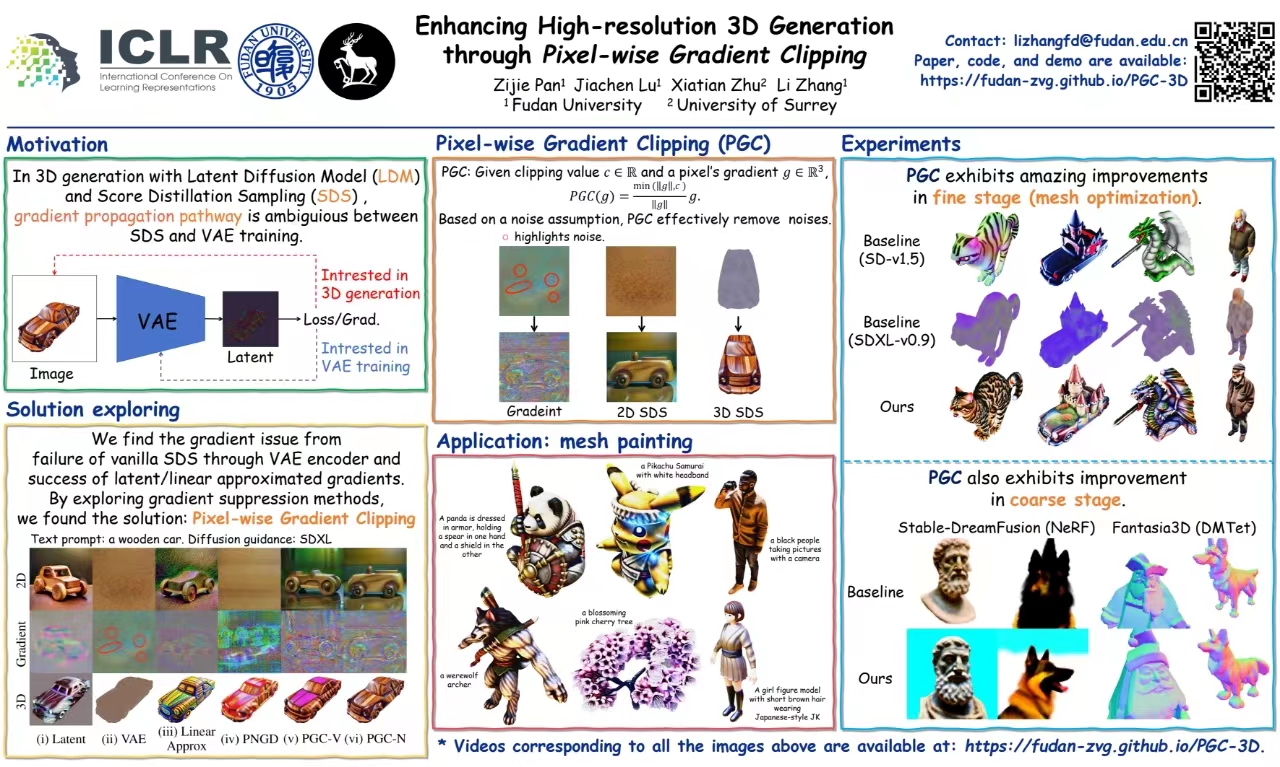 ICLR
International Conference On
Learning Representations
FUDAN UNIVERSITY
1905
Enhancing High-resolution 3D Generation
through Pixel-wise Gradient Clipping
Zijie Pan¹ Jiachen Lu¹ Xiatian Zhu² Li Zhang¹
¹ Fudan University ² University of Surrey
Contact: lizhangfd@fudan.edu.cn
Paper, code, and demo are available:
https://fudan-zvg.github.io/PGC-3D
Motivation
In 3D generation with Latent Diffusion Model (LDM)
and Score Distillation Sampling (SDS) ,
gradient propagation pathway is ambiguious between
SDS and VAE training.
Intrested in
3D generation
VAE
Loss/Grad.
Latent
Intrested in
VAE training
Image
Solution exploring
We find the gradient issue from
failure of vanilla SDS through VAE encoder and
success of latent/linear approximated gradients.
By exploring gradient suppression methods,
we found the solution: Pixel-wise Gradient Clipping
Text prompt: a wooden car. Diffusion guidance: SDXL
2D
Gradient
3D
(i) Latent (ii) VAE (iii) Linear Approx (iv) PNGD (v) PGC-V (vi) PGC-N
Pixel-wise Gradient Clipping (PGC)
PGC: Given clipping value c ∈ ℝ and a pixel's gradient g ∈ ℝ³,
PGC(g) = min (‖g‖,c ) / ‖g‖ g.
Based on a noise assumption, PGC effectively remove noises.
○ highlights noise.
Gradeint 2D SDS 3D SDS
Application: mesh painting
a Pikachu Samurai
with white headband
A panda is dressed
in armor, holding
a spear in one hand
and a shield in the
other
a black people
taking pictures
with a camera
a blossoming
pink cherry tree
a werewolf
archer
A girl figure model
with short brown hair
wearing
Japanese-style JK
Experiments
PGC exhibits amazing improvements
in fine stage (mesh optimization).
Baseline
(SD-v1.5)
Baseline
(SDXL-v0.9)
Ours
PGC also exhibits improvement
in coarse stage.
Stable-DreamFusion (NeRF) Fantasia3D (DMTet)
Baseline
Ours
* Videos corresponding to all the images above are available at: https://fudan-zvg.github.io/PGC-3D.